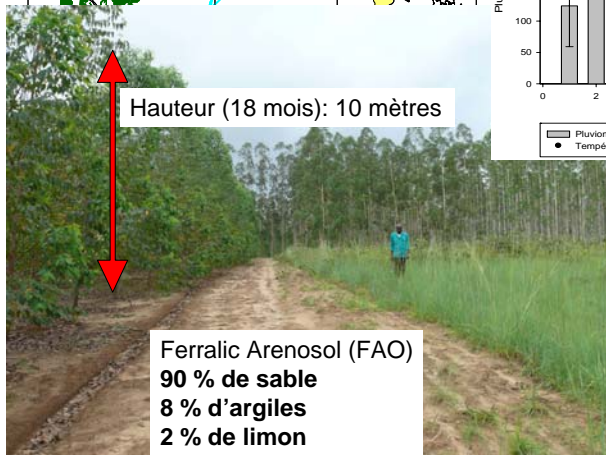 Plu
100
50
0
0 2
Pluvion
Tempé
Hauteur (18 mois): 10 mètres
Ferralic Arenosol (FAO)
90 % de sable
8 % d'argiles
2 % de limon